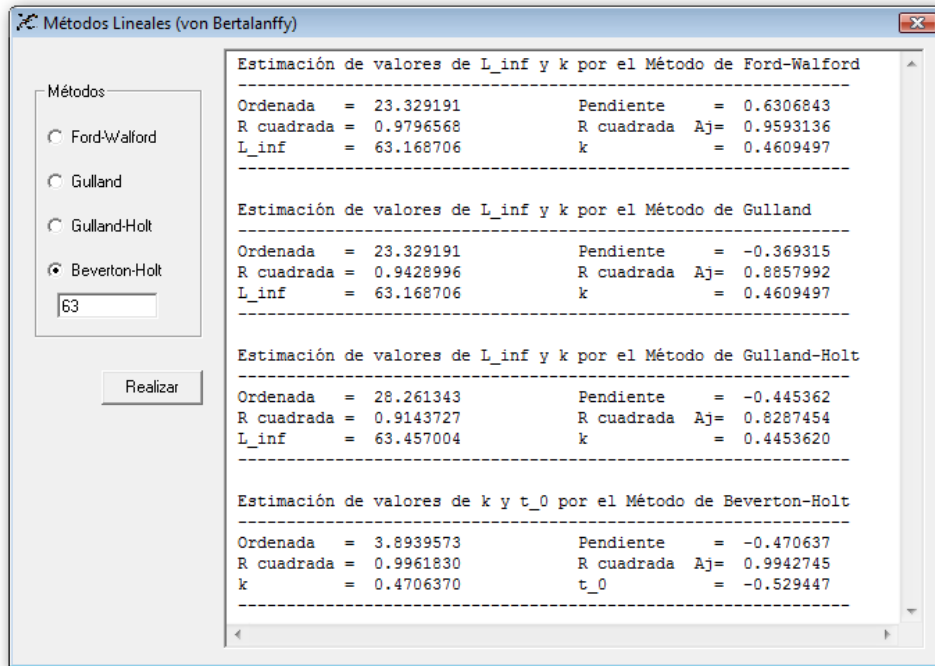 Métodos Lineales (von Bertalanffy)
Métodos
Ford-Walford
Gulland
Gulland-Holt
Beverton-Holt
63
Realizar
Estimación de valores de L_inf y k por el Método de Ford-Walford
---------------------------------------------------------------
Ordenada   =  23.329191            Pendiente     =  0.6306843
R cuadrada =  0.9796568            R cuadrada  Aj=  0.9593136
L_inf      =  63.168706            k             =  0.4609497
---------------------------------------------------------------
Estimación de valores de L_inf y k por el Método de Gulland
---------------------------------------------------------------
Ordenada   =  23.329191            Pendiente     =  -0.369315
R cuadrada =  0.9428996            R cuadrada  Aj=  0.8857992
L_inf      =  63.168706            k             =  0.4609497
---------------------------------------------------------------
Estimación de valores de L_inf y k por el Método de Gulland-Holt
---------------------------------------------------------------
Ordenada   =  28.261343            Pendiente     =  -0.445362
R cuadrada =  0.9143727            R cuadrada  Aj=  0.8287454
L_inf      =  63.457004            k             =  0.4453620
---------------------------------------------------------------
Estimación de valores de k y t_0 por el Método de Beverton-Holt
---------------------------------------------------------------
Ordenada   =  3.8939573            Pendiente     =  -0.470637
R cuadrada =  0.9961830            R cuadrada  Aj=  0.9942745
k          =  0.4706370            t_0           =  -0.529447
---------------------------------------------------------------